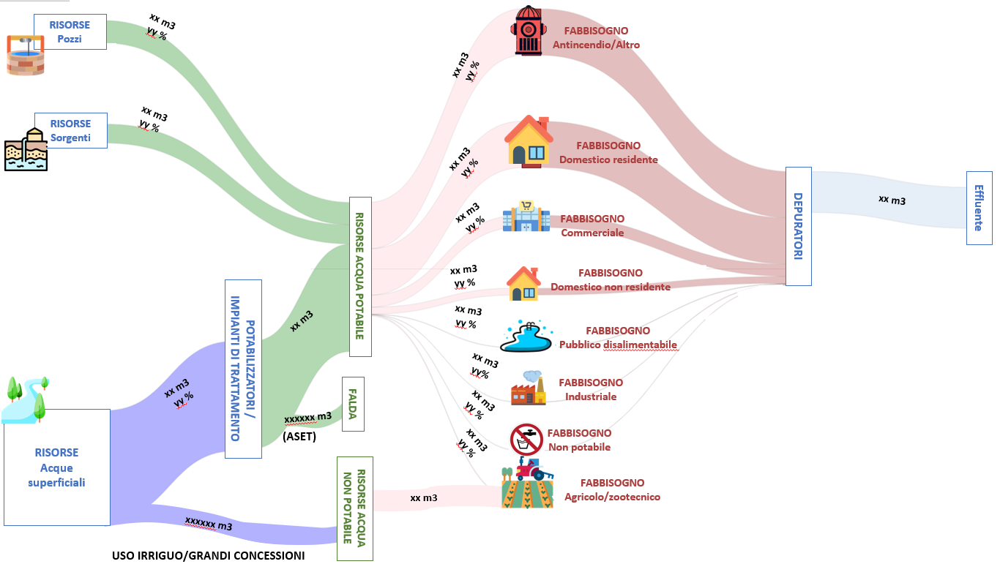 RISORSE
Pozzi
xx m3
yy %
RISORSE
Sorgenti
xx m3
yy %
RISORSE
Acque
superficiali
xx m3
yy %
xxxxxx m3
USO IRRIGUO/GRANDI CONCESSIONI
POTABILIZZATORI /
IMPIANTI DI TRATTAMENTO
xx m3
xxxxxx m3
(ASET)
RISORSE ACQUA POTABILE
FALDA
RISORSE ACQUA
NON POTABILE
xx m3
yy %
xx m3
yy %
xx m3
yy %
xx m3
yy %
xx m3
yy %
xx m3
yy%
xx m3
yy %
xx m3
yy %
xx m3
FABBISOGNO
Antincendio/Altro
FABBISOGNO
Domestico residente
FABBISOGNO
Commerciale
FABBISOGNO
Domestico non residente
FABBISOGNO
Pubblico disalimentabile
FABBISOGNO
Industriale
FABBISOGNO
Non potabile
FABBISOGNO
Agricolo/zootecnico
DEPURATORI
xx m3
Effluente